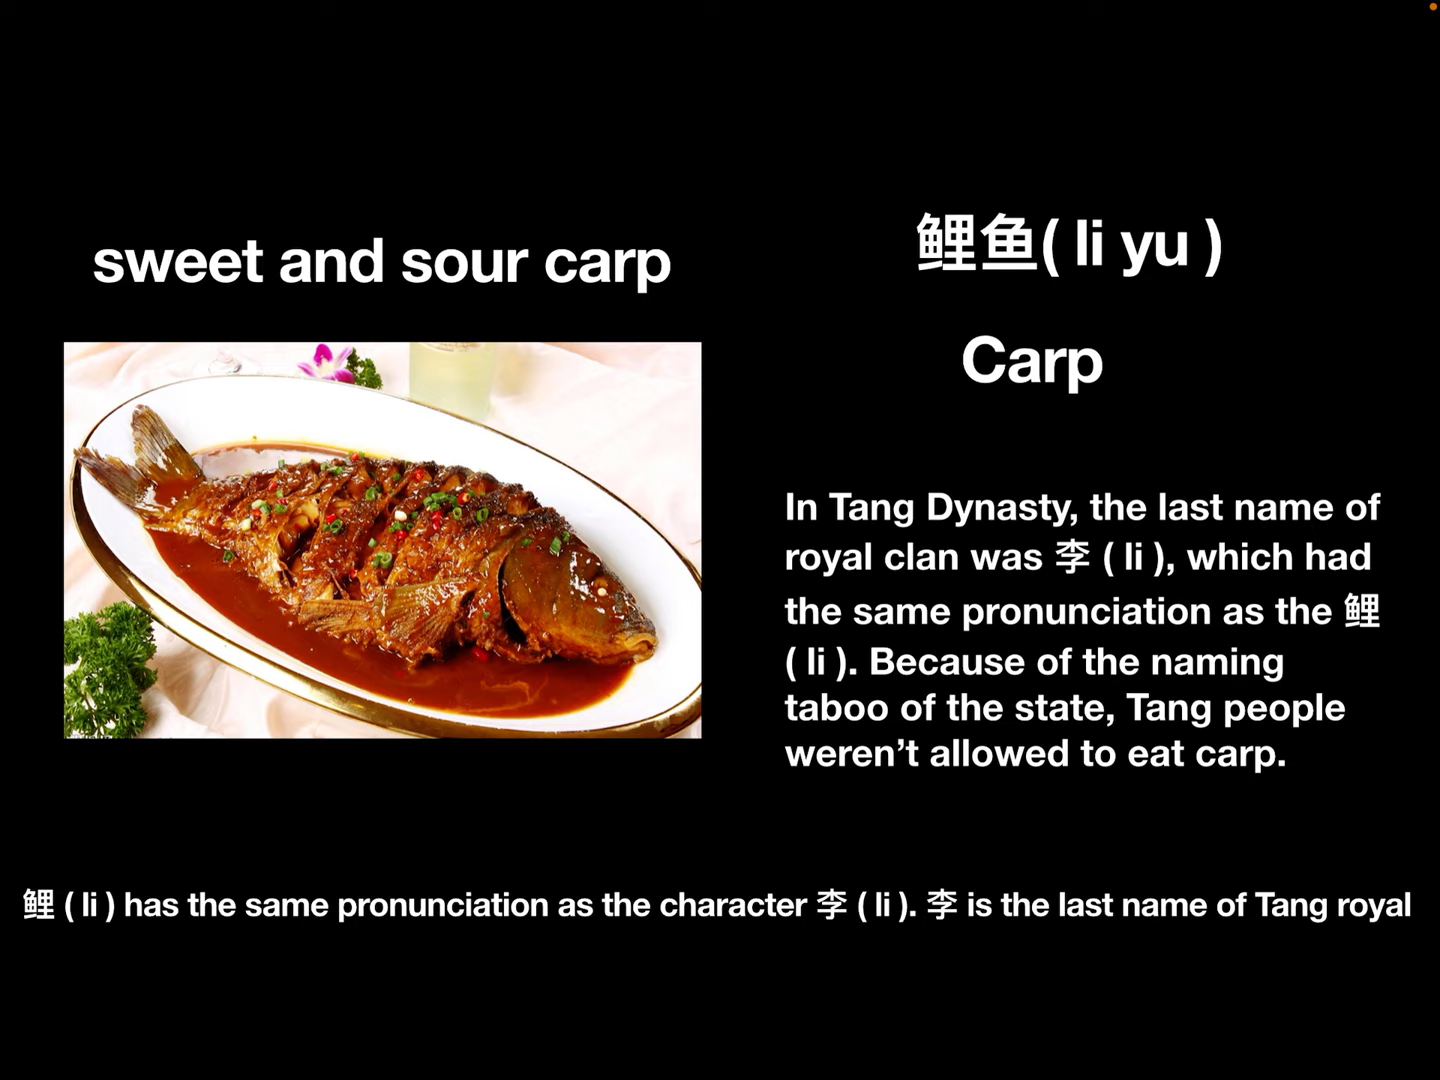 sweet and sour carp
鲤鱼( li yu )
Carp
In Tang Dynasty, the last name of
royal clan was 李 ( li ), which had
the same pronunciation as the 鲤
( li ). Because of the naming
taboo of the state, Tang people
weren’t allowed to eat carp.
鲤 ( li ) has the same pronunciation as the character 李 ( li ). 李 is the last name of Tang royal